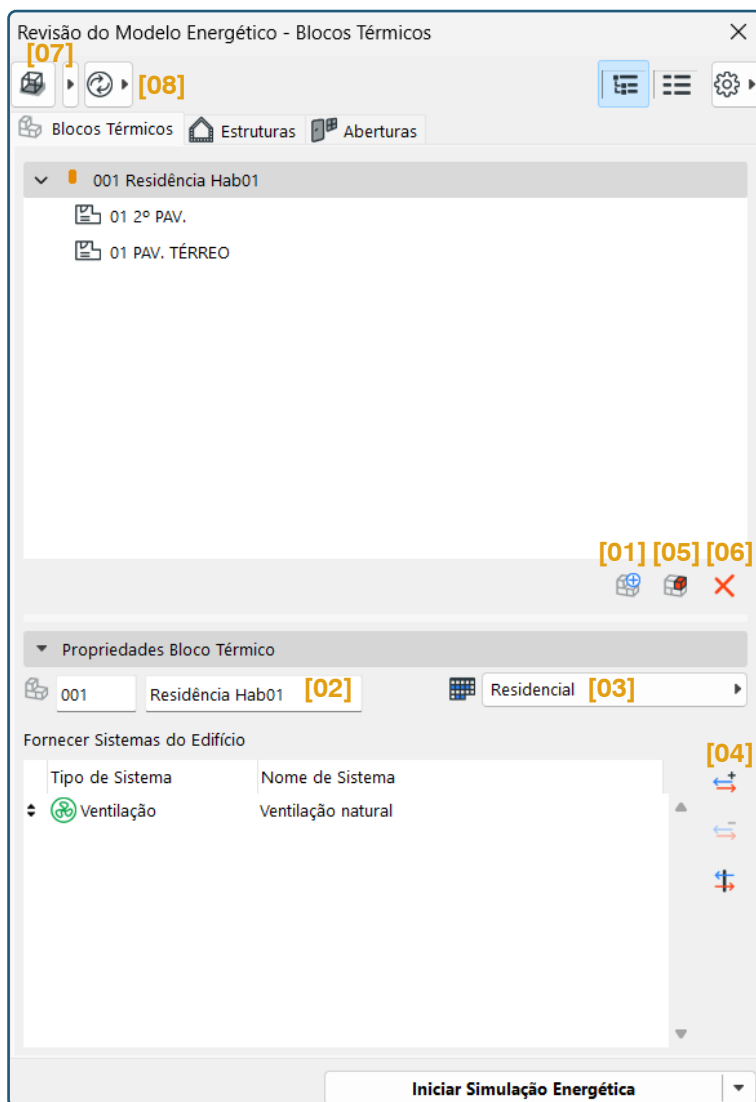 Revisão do Modelo Energético - Blocos Térmicos
[07]
[08]
Blocos Térmicos Estruturas Aberturas
001 Residência Hab01
01 2º PAV.
01 PAV. TÉRREO
[01] [05] [06]
Propriedades Bloco Térmico
001 Residência Hab01 [02] Residencial [03]
Fornecer Sistemas do Edifício
[04]
Tipo de Sistema Nome de Sistema
Ventilação Ventilação natural
Iniciar Simulação Energética